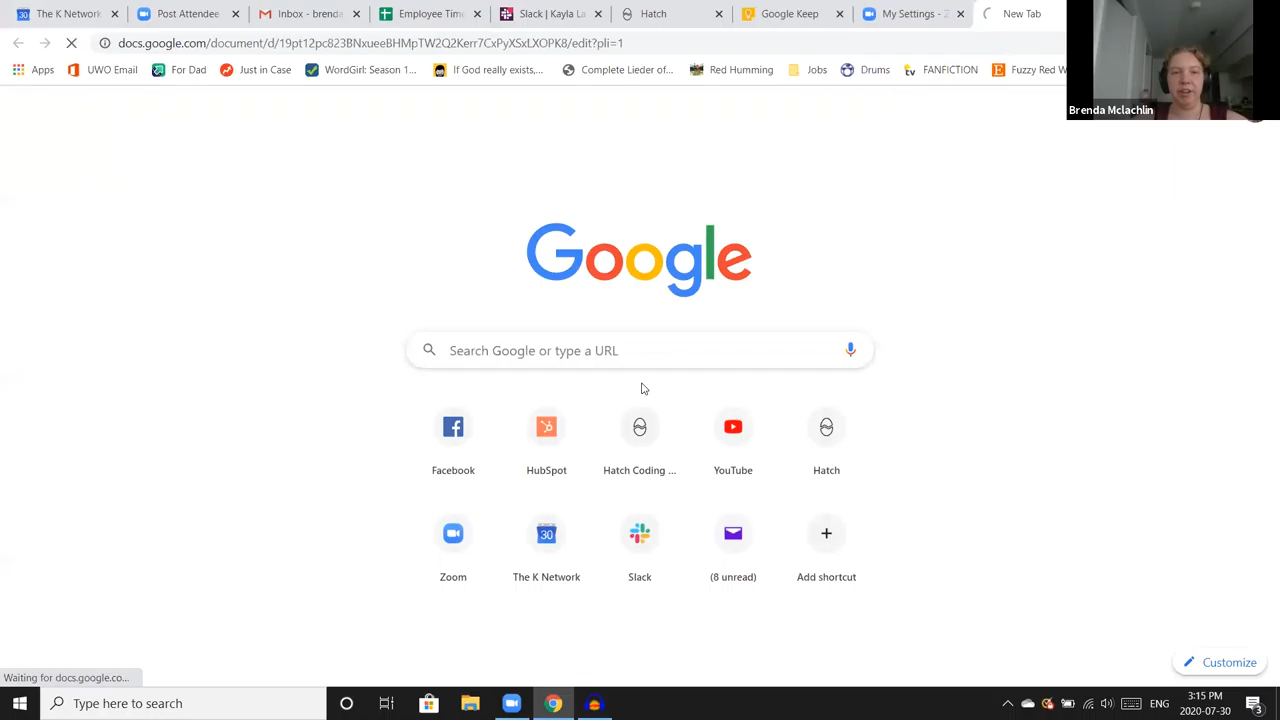 The K Network
Post Attendee
Inbox - brenda
Employee Time
Slack | Kayla La
Hatch
Google Keep
My Settings - Z
New Tab
docs.google.com/document/d/19pt12pc823BNxueeBHMpTW2Q2Kerr7CxPyXSxLXOPK8/edit?pli=1
Apps
UWO Email
For Dad
Just in Case
WordGirl: Season 1...
If God really exists,...
Complete Lieder of...
Red Humming
Jobs
Drums
tv
FANFICTION
Fuzzy Red W
Brenda Mclachlin
Google
Search Google or type a URL
Facebook
HubSpot
Hatch Coding ...
YouTube
Hatch
30
Zoom
The K Network
Slack
(8 unread)
Add shortcut
Customize
Waiting for docs.google.co...
Type here to search
ENG
3:15 PM
2020-07-30
3